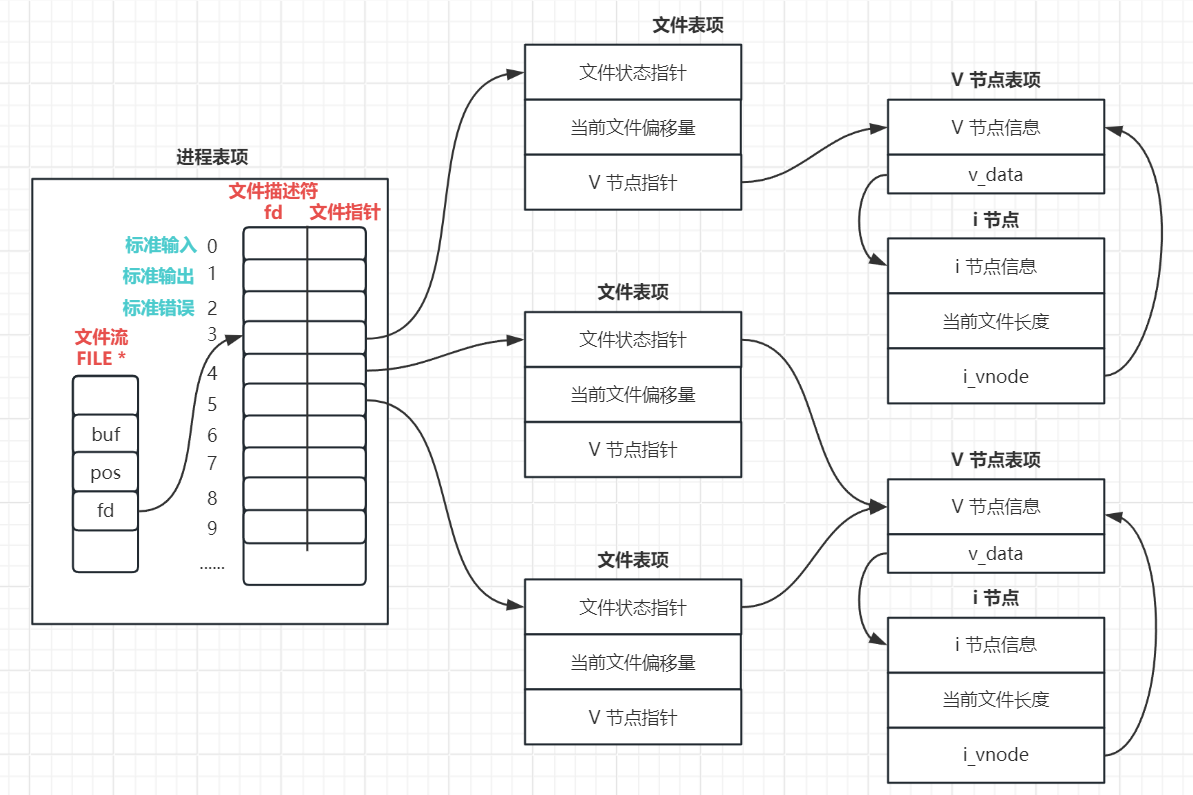 进程表项
文件描述符
fd
文件指针
标准输入
0
标准输出
1
标准错误
2
3
4
5
6
7
8
9
......
文件流
FILE *
buf
pos
fd
文件表项
文件状态指针
当前文件偏移量
V 节点指针
文件表项
文件状态指针
当前文件偏移量
V 节点指针
文件表项
文件状态指针
当前文件偏移量
V 节点指针
V 节点表项
V 节点信息
v_data
i 节点
i 节点信息
当前文件长度
i_vnode
V 节点表项
V 节点信息
v_data
i 节点
i 节点信息
当前文件长度
i_vnode